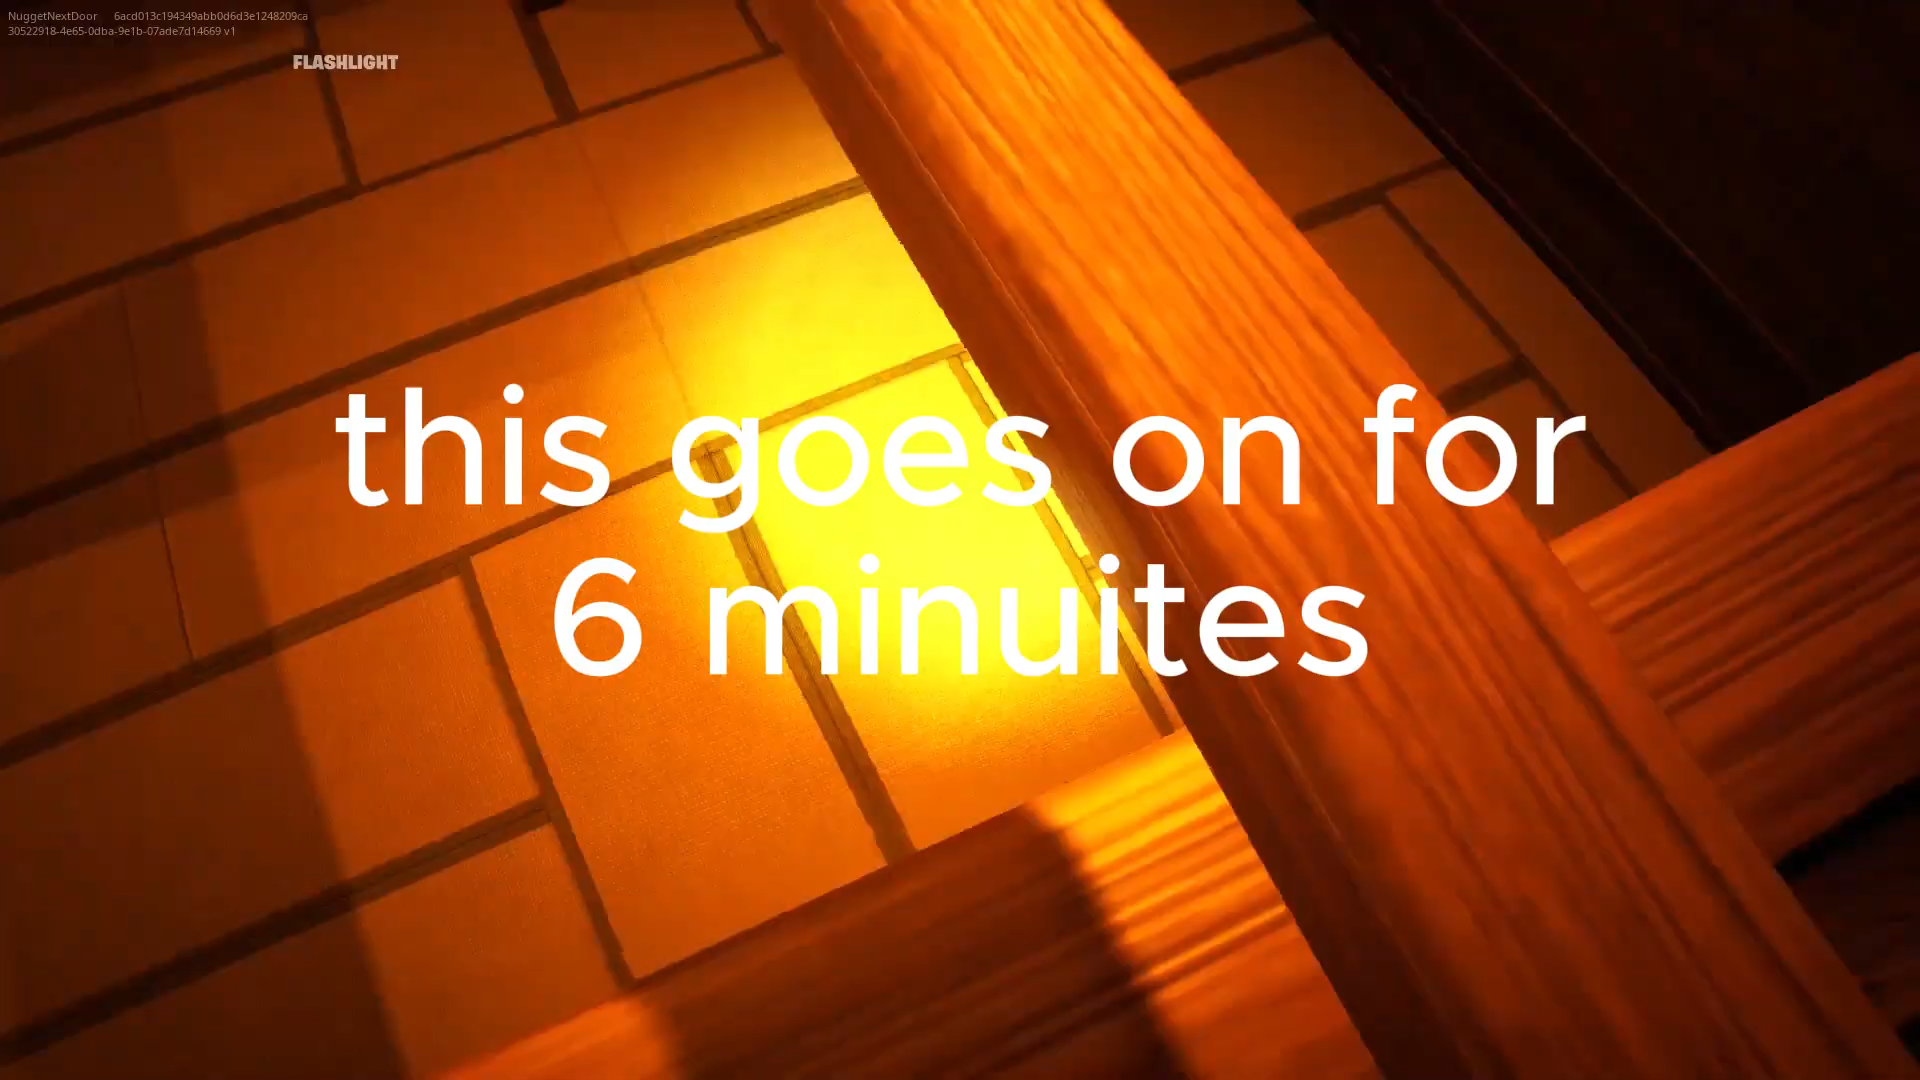 NuggetNextDoor 6acd013c194349abb0d6d3e1248209ca
30522918-4e65-0dba-9e1b-07ade7d14669 v1
FLASHLIGHT
this goes on for
6 minuites